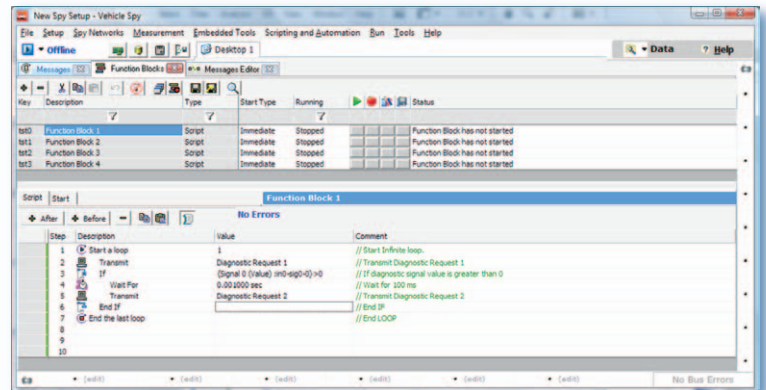 New Spy Setup - Vehicle Spy
File Setup Spy Networks Measurement Embedded Tools Scripting and Automation Run Tools Help
Offline Desktop 1 Data ? Help
Messages Function Blocks Messages Editor
Key Description Type Start Type Running Status
tst0 Function Block 1 Script Immediate Stopped Function Block has not started
tst1 Function Block 2 Script Immediate Stopped Function Block has not started
tst2 Function Block 3 Script Immediate Stopped Function Block has not started
tst3 Function Block 4 Script Immediate Stopped Function Block has not started
Script Start Function Block 1
After Before No Errors
Step Description Value Comment
1 Start a loop 1 // Start Infinite loop.
2 Transmit Diagnostic Request 1 // Transmit Diagnostic Request 1
3 If {Signal 0 (Value) :in0-sig0-0} >0 // If diagnostic signal value is greater than 0
4 Wait For 0.001000 sec // Wait for 100 ms
5 Transmit Diagnostic Request 2 // Transmit Diagnostic Request 2
6 End If // End IF
7 End the last loop // End LOOP
8
9
10
(edit) (edit) (edit) (edit) (edit) (edit) No Bus Errors